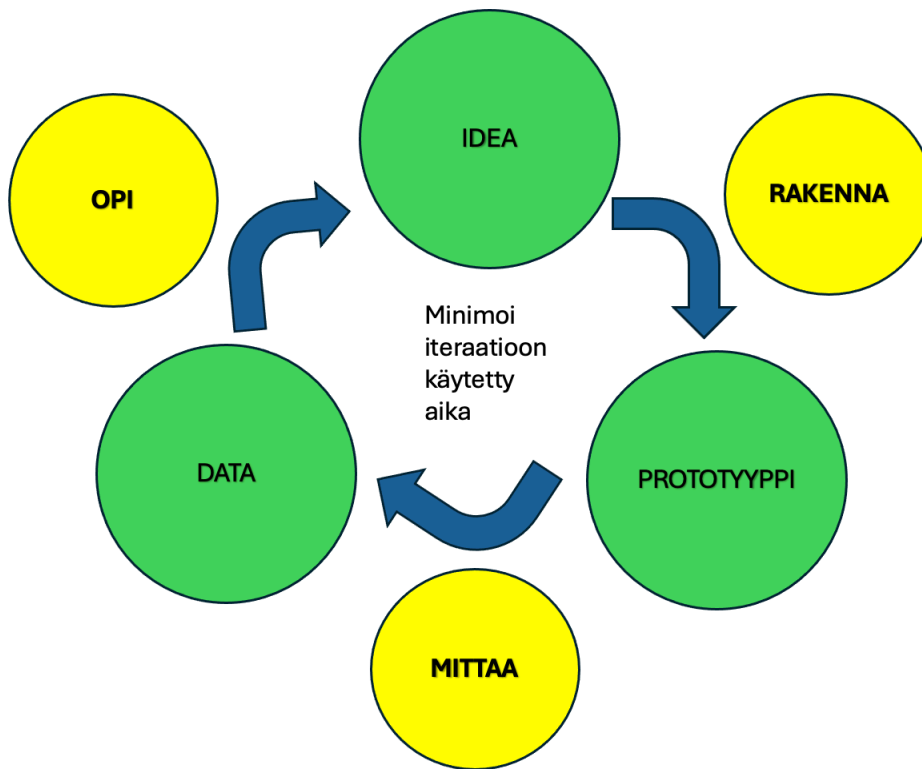 IDEA
OPI
RAKENNA
Minimoi
iteraatioon
käytetty
aika
DATA
PROTOTYYPPI
MITTAA